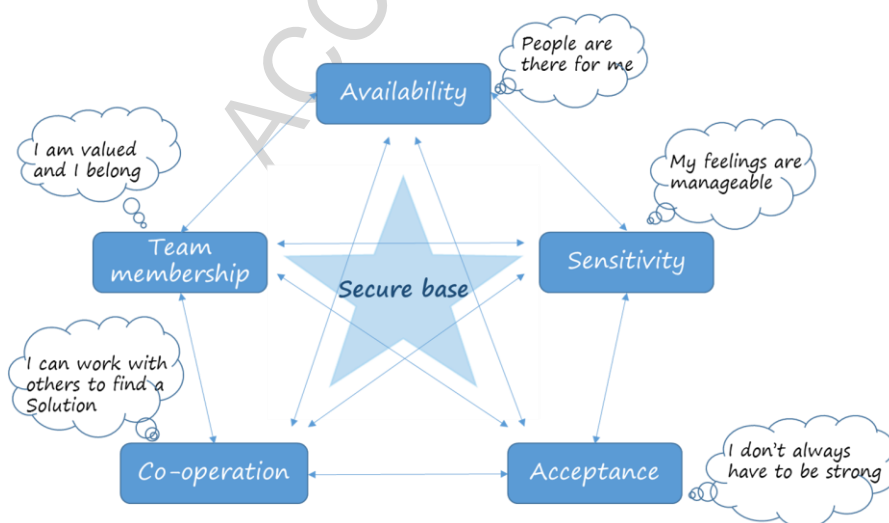 ACC
People are
there for me
Availability
I am valued
and I belong
My feelings are
manageable
Team
membership
Sensitivity
Secure base
I can work with
others to find a
Solution
Co-operation
Acceptance
I don't always
have to be strong